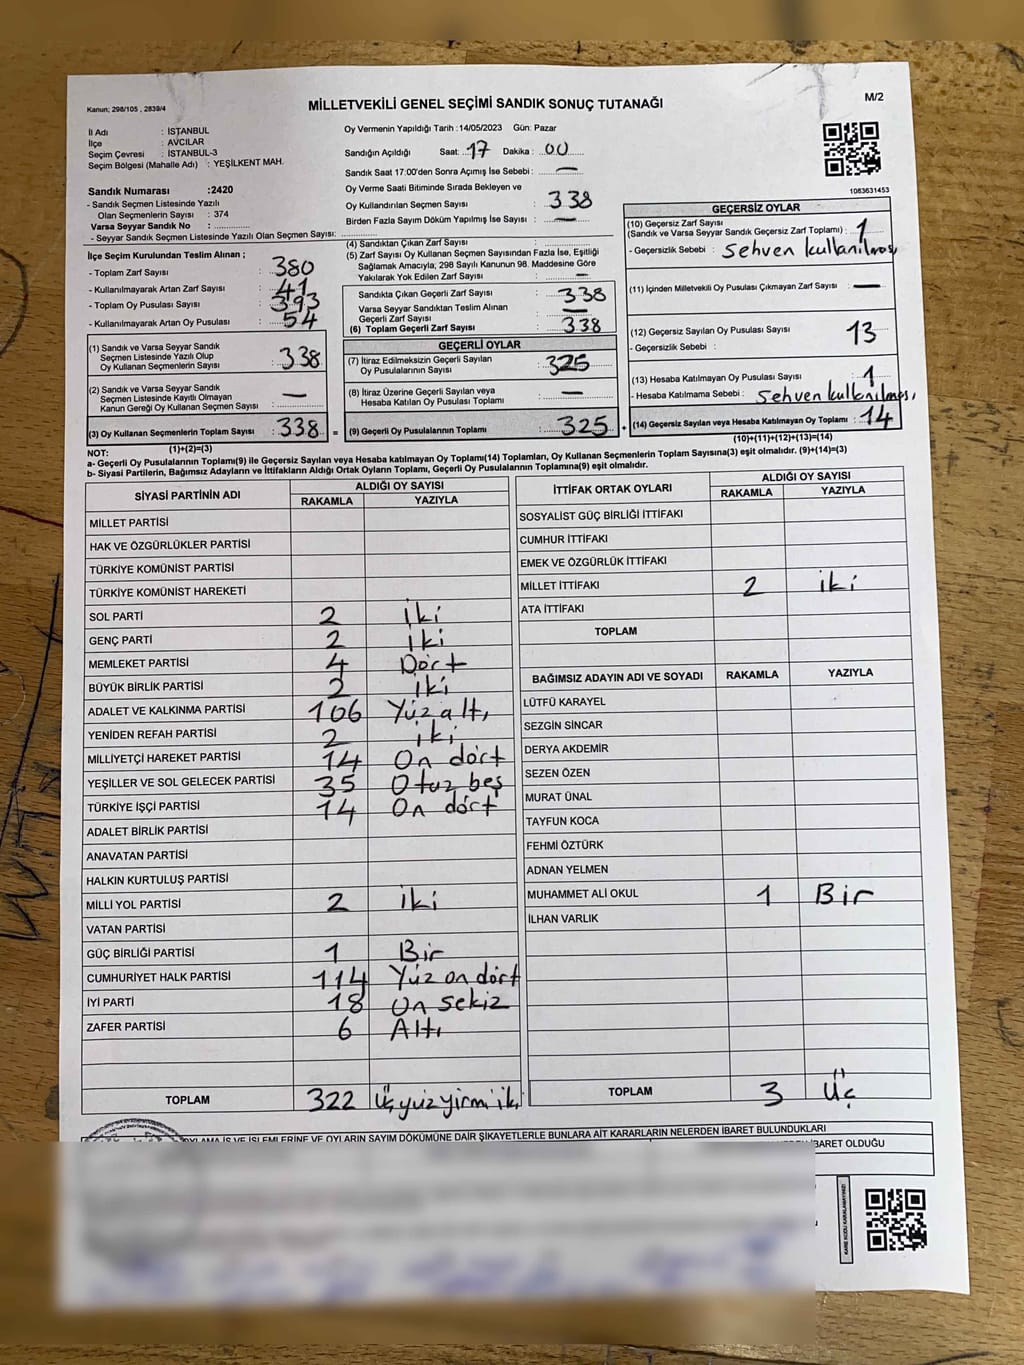 Kanun; 298/105 , 2839/4
MİLLETVEKİLİ GENEL SEÇİMİ SANDIK SONUÇ TUTANAĞI
M/2
İl Adı : İSTANBUL
İlçe : AVCILAR
Seçim Çevresi : İSTANBUL-3
Seçim Bölgesi (Mahalle Adı) : YEŞİLKENT MAH.
Sandık Numarası :2420
- Sandık Seçmen Listesinde Yazılı
Olan Seçmenlerin Sayısı : 374
Varsa Seyyar Sandık No :
- Seyyar Sandık Seçmen Listesinde Yazılı Olan Seçmen Sayısı:
İlçe Seçim Kurulundan Teslim Alınan ;
- Toplam Zarf Sayısı : 380
- Kullanılmayarak Artan Zarf Sayısı : 41
- Toplam Oy Pusulası Sayısı : 393
- Kullanılmayarak Artan Oy Pusulası : 54
(1) Sandık ve Varsa Seyyar Sandık
Seçmen Listesinde Yazılı Olup
Oy Kullanan Seçmenlerin Sayısı : 338
(2) Sandık ve Varsa Seyyar Sandık
Seçmen Listesinde Kayıtlı Olmayan
Kanun Gereği Oy Kullanan Seçmen Sayısı : —
(3) Oy Kullanan Seçmenlerin Toplam Sayısı : 338 =
Oy Vermenin Yapıldığı Tarih :14/05/2023 Gün: Pazar
Sandığın Açıldığı Saat: 17 Dakika : 00
Sandık Saat 17:00'den Sonra Açımış İse Sebebi : —
Oy Verme Saati Bitiminde Sırada Bekleyen ve
Oy Kullandırılan Seçmen Sayısı : 338
Birden Fazla Sayım Döküm Yapılmış İse Sayısı : —
(4) Sandıktan Çıkan Zarf Sayısı :
(5) Zarf Sayısı Oy Kullanan Seçmen Sayısından Fazla İse, Eşitliği
Sağlamak Amacıyla, 298 Sayılı Kanunun 98. Maddesine Göre
Yakılarak Yok Edilen Zarf Sayısı : —
Sandıkta Çıkan Geçerli Zarf Sayısı : 338
Varsa Seyyar Sandıktan Teslim Alınan
Geçerli Zarf Sayısı : —
(6) Toplam Geçerli Zarf Sayısı : 338
GEÇERLİ OYLAR
(7) İtiraz Edilmeksizin Geçerli Sayılan
Oy Pusulalarının Sayısı : 325
(8) İtiraz Üzerine Geçerli Sayılan veya
Hesaba Katılan Oy Pusulası Toplamı : —
(9) Geçerli Oy Pusulalarının Toplamı : 325 +
1063631453
GEÇERSİZ OYLAR
(10) Geçersiz Zarf Sayısı
(Sandık ve Varsa Seyyar Sandık Geçersiz Zarf Toplamı) : 1
- Geçersizlik Sebebi : Sehven kullanılmış
(11) İçinden Milletvekili Oy Pusulası Çıkmayan Zarf Sayısı : —
(12) Geçersiz Sayılan Oy Pusulası Sayısı : 13
- Geçersizlik Sebebi :
(13) Hesaba Katılmayan Oy Pusulası Sayısı : 1
- Hesaba Katılmama Sebebi : Sehven kullanılmış,
(14) Geçersiz Sayılan veya Hesaba Katılmayan Oy Toplamı : 14
(1)+(2)=(3)
(10)+(11)+(12)+(13)=(14)
NOT:
a- Geçerli Oy Pusulalarının Toplamı(9) ile Geçersiz Sayılan veya Hesaba katılmayan Oy Toplamı(14) Toplamları, Oy Kullanan Seçmenlerin Toplam Sayısına(3) eşit olmalıdır. (9)+(14)=(3)
b- Siyasi Partilerin, Bağımsız Adayların ve İttifakların Aldığı Ortak Oyların Toplamı, Geçerli Oy Pusulalarının Toplamına(9) eşit olmalıdır.
SİYASİ PARTİNİN ADI ALDIĞI OY SAYISI
RAKAMLA YAZIYLA
MİLLET PARTİSİ
HAK VE ÖZGÜRLÜKLER PARTİSİ
TÜRKİYE KOMÜNİST PARTİSİ
TÜRKİYE KOMÜNİST HAREKETİ
SOL PARTİ 2 İki
GENÇ PARTİ 2 İki
MEMLEKET PARTİSİ 4 Dört
BÜYÜK BİRLİK PARTİSİ 2 İki
ADALET VE KALKINMA PARTİSİ 106 Yüz altı
YENİDEN REFAH PARTİSİ 2 iki
MİLLİYETÇİ HAREKET PARTİSİ 14 On dört
YEŞİLLER VE SOL GELECEK PARTİSİ 35 Otuz beş
TÜRKİYE İŞÇİ PARTİSİ 14 On dört
ADALET BİRLİK PARTİSİ
ANAVATAN PARTİSİ
HALKIN KURTULUŞ PARTİSİ
MİLLİ YOL PARTİSİ 2 iki
VATAN PARTİSİ
GÜÇ BİRLİĞİ PARTİSİ 1 Bir
CUMHURİYET HALK PARTİSİ 114 Yüz on dört
İYİ PARTİ 18 On sekiz
ZAFER PARTİSİ 6 Altı
TOPLAM 322 Üç yüz yirmi iki
İTTİFAK ORTAK OYLARI ALDIĞI OY SAYISI
RAKAMLA YAZIYLA
SOSYALİST GÜÇ BİRLİĞİ İTTİFAKI
CUMHUR İTTİFAKI
EMEK VE ÖZGÜRLÜK İTTİFAKI
MİLLET İTTİFAKI 2 iki
ATA İTTİFAKI
TOPLAM
BAĞIMSIZ ADAYIN ADI VE SOYADI RAKAMLA YAZIYLA
LÜTFÜ KARAYEL
SEZGİN SİNCAR
DERYA AKDEMİR
SEZEN ÖZEN
MURAT ÜNAL
TAYFUN KOCA
FEHMİ ÖZTÜRK
ADNAN YELMEN
MUHAMMET ALİ OKUL 1 Bir
İLHAN VARLIK
TOPLAM 3 Üç
OYLAMA İŞ VE İŞLEMLERİNE VE OYLARIN SAYIM DÖKÜMÜNE DAİR ŞİKAYETLERLE BUNLARA AİT KARARLARIN NELERDEN İBARET BULUNDUKLARI
İBARET OLDUĞU
KARE KODU KARALAMAYINIZ!